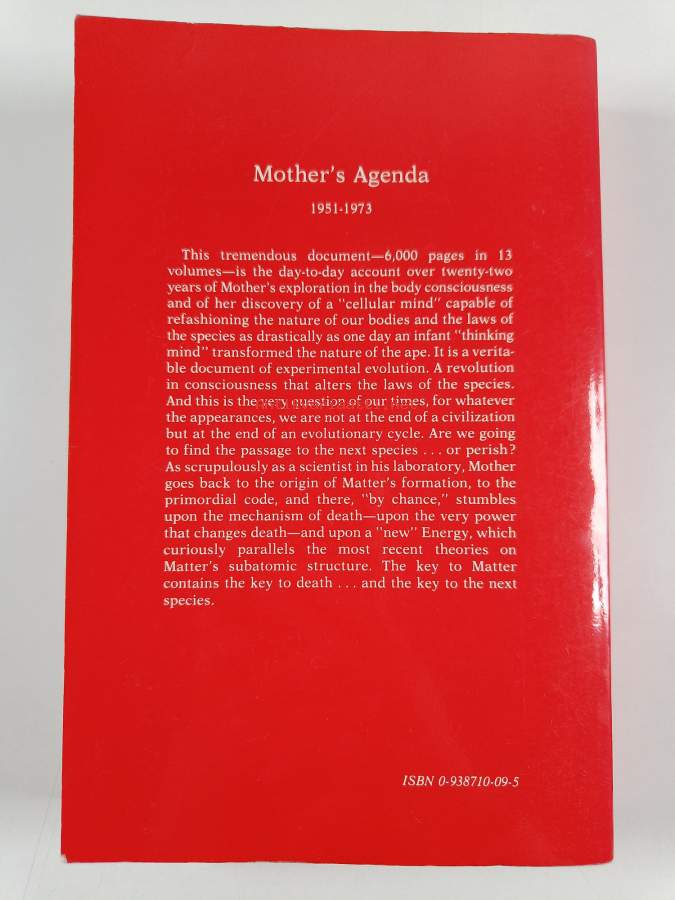 Mother's Agenda
1951-1973
This tremendous document—6,000 pages in 13
volumes—is the day-to-day account over twenty-two
years of Mother's exploration in the body consciousness
and of her discovery of a "cellular mind" capable of
refashioning the nature of our bodies and the laws of
the species as drastically as one day an infant "thinking
mind" transformed the nature of the ape. It is a verita-
ble document of experimental evolution. A revolution
in consciousness that alters the laws of the species.
And this is the very question of our times, for whatever
the appearances, we are not at the end of a civilization
but at the end of an evolutionary cycle. Are we going
to find the passage to the next species . . . or perish?
As scrupulously as a scientist in his laboratory, Mother
goes back to the origin of Matter's formation, to the
primordial code, and there, "by chance," stumbles
upon the mechanism of death—upon the very power
that changes death—and upon a "new" Energy, which
curiously parallels the most recent theories on
Matter's subatomic structure. The key to Matter
contains the key to death . . . and the key to the next
species.
ISBN 0-938710-09-5